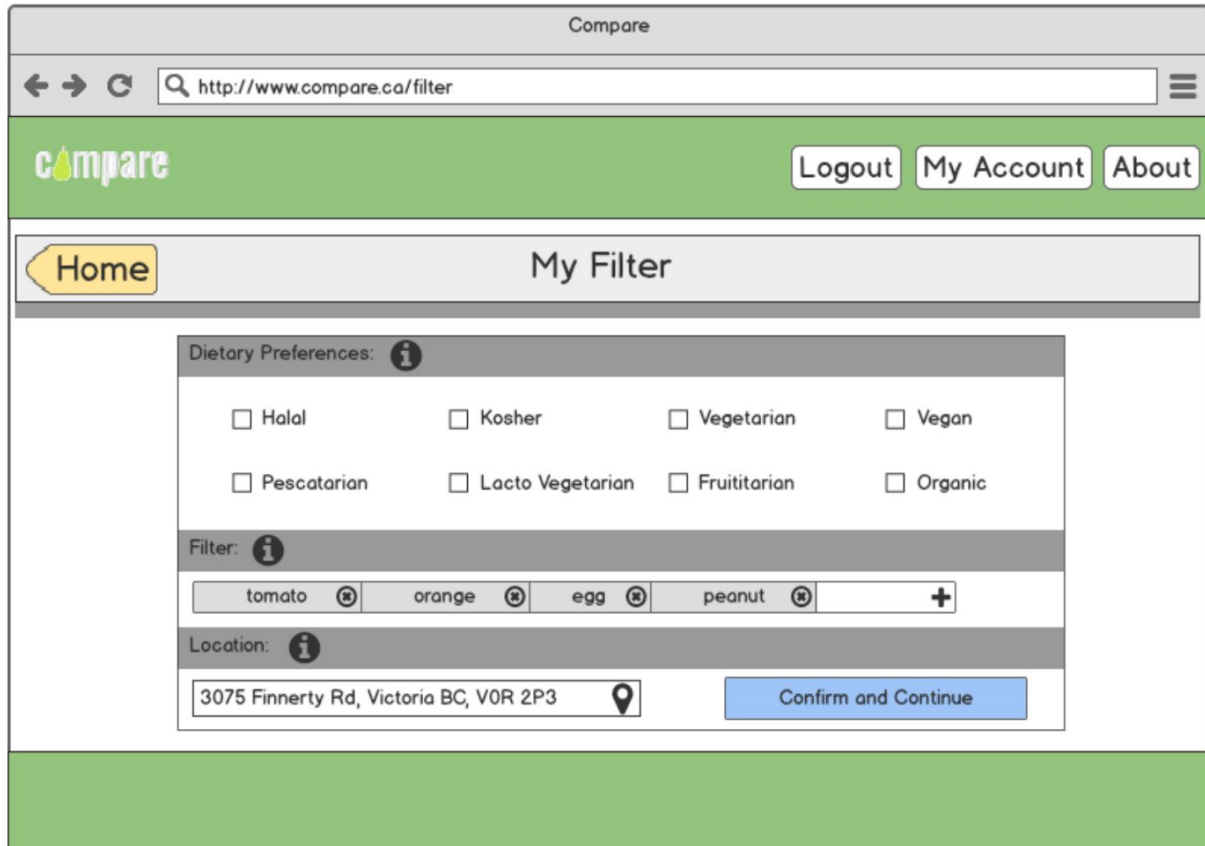 Compare
http://www.compare.ca/filter
compare
Logout My Account About
Home My Filter
Dietary Preferences:
Halal Kosher Vegetarian Vegan
Pescatarian Lacto Vegetarian Fruititarian Organic
Filter:
tomato orange egg peanut
Location:
3075 Finnerty Rd, Victoria BC, V0R 2P3 Confirm and Continue